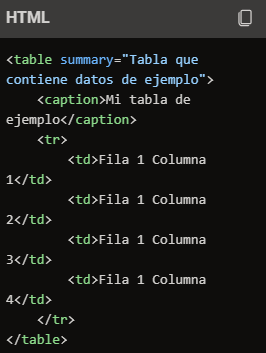 HTML
<table summary="Tabla que
contiene datos de ejemplo">
    <caption>Mi tabla de
ejemplo</caption>
    <tr>
        <td>Fila 1 Columna
1</td>
        <td>Fila 1 Columna
2</td>
        <td>Fila 1 Columna
3</td>
        <td>Fila 1 Columna
4</td>
    </tr>
</table>